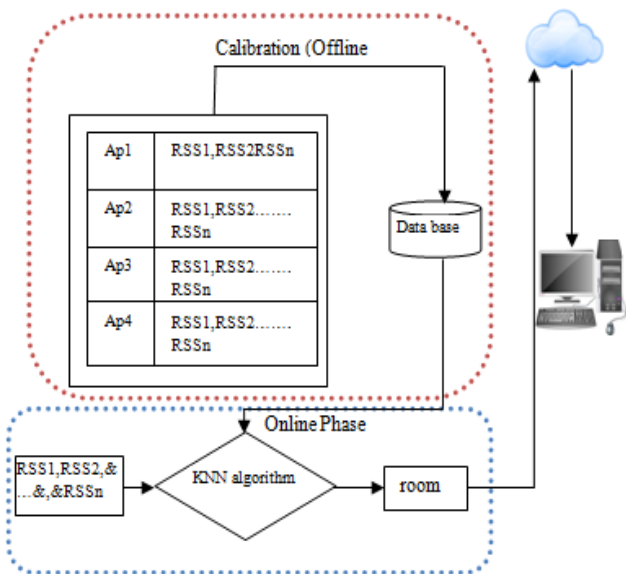 Calibration (Offline
Ap1 RSS1,RSS2RSSn
Ap2 RSS1,RSS2.......
RSSn
Ap3 RSS1,RSS2.......
RSSn
Ap4 RSS1,RSS2.......
RSSn
Data base
Online Phase
RSS1,RSS2,&
...&,&RSSn
KNN algorithm
room